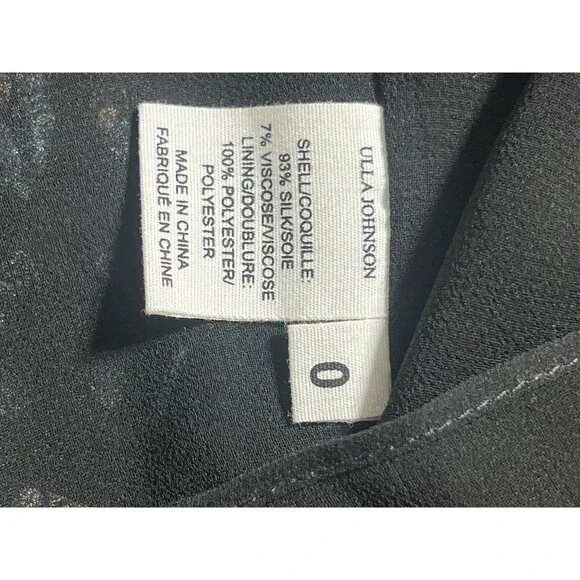 ULLA JOHNSON
SHELL/COQUILLE:
93% SILK/SOIE
7% VISCOSE/VISCOSE
LINING/DOUBLURE:
100% POLYESTER/
POLYESTER
MADE IN CHINA
FABRIQUÉ EN CHINE
0